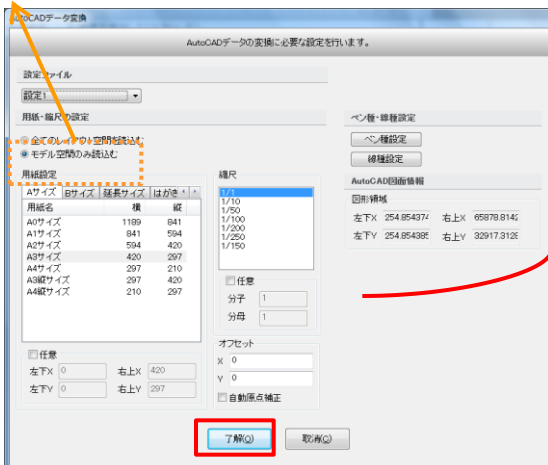 AutoCADデータ変換
AutoCADデータの変換に必要な設定を行います。
設定ファイル
設定1
用紙・縮尺の設定
全てのレイアウト空間を読込む
モデル空間のみ読込む
用紙設定
Aサイズ Bサイズ 延長サイズ はがき
用紙名 横 縦
A0サイズ 1189 841
A1サイズ 841 594
A2サイズ 594 420
A3サイズ 420 297
A4サイズ 297 210
A3縦サイズ 297 420
A4縦サイズ 210 297
任意
左下X 0 右上X 420
左下Y 0 右上Y 297
縮尺
1/1
1/10
1/50
1/100
1/200
1/250
1/150
任意
分子 1
分母 1
オフセット
X 0
Y 0
自動原点補正
ペン種・線種設定
ペン種設定
線種設定
AutoCAD図面情報
図形領域
左下X 254.854374 右上X 65878.8142
左下Y 254.854385 右上Y 32917.3128
了解(O) 取消(C)